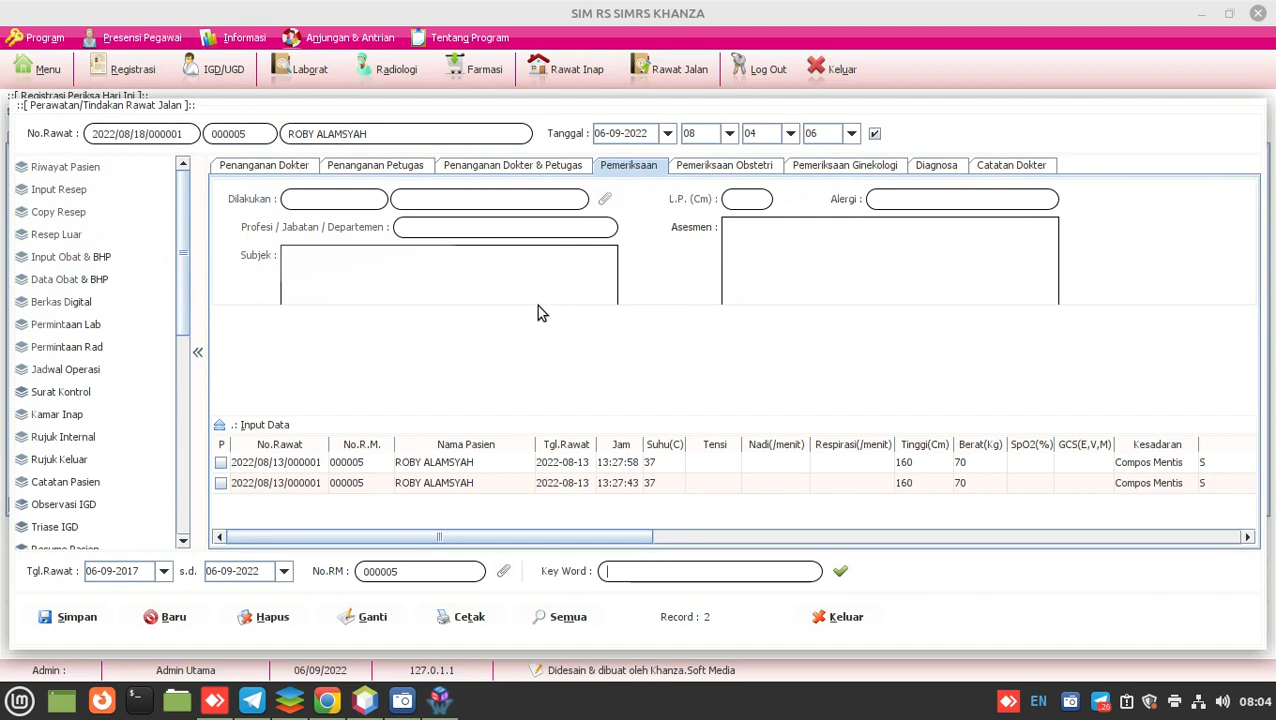 SIM RS SIMRS KHANZA
Program Presensi Pegawai Informasi Anjungan & Antrian Tentang Program
Menu Registrasi IGD/UGD Laborat Radiologi Farmasi Rawat Inap Rawat Jalan Log Out Keluar
::[ Registrasi Periksa Hari Ini ]::
::[ Perawatan/Tindakan Rawat Jalan ]::
No.Rawat : 2022/08/18/000001 000005 ROBY ALAMSYAH Tanggal : 06-09-2022 08 04 06
Riwayat Pasien
Input Resep
Copy Resep
Resep Luar
Input Obat & BHP
Data Obat & BHP
Berkas Digital
Permintaan Lab
Permintaan Rad
Jadwal Operasi
Surat Kontrol
Kamar Inap
Rujuk Internal
Rujuk Keluar
Catatan Pasien
Observasi IGD
Triase IGD
Resume Pasien
Penanganan Dokter Penanganan Petugas Penanganan Dokter & Petugas Pemeriksaan Pemeriksaan Obstetri Pemeriksaan Ginekologi Diagnosa Catatan Dokter
Dilakukan : L.P. (Cm) : Alergi :
Profesi / Jabatan / Departemen : Asesmen :
Subjek :
.: Input Data
P No.Rawat No.R.M. Nama Pasien Tgl.Rawat Jam Suhu(C) Tensi Nadi(/menit) Respirasi(/menit) Tinggi(Cm) Berat(Kg) SpO2(%) GCS(E,V,M) Kesadaran
2022/08/13/000001 000005 ROBY ALAMSYAH 2022-08-13 13:27:58 37 160 70 Compos Mentis S
2022/08/13/000001 000005 ROBY ALAMSYAH 2022-08-13 13:27:43 37 160 70 Compos Mentis S
Tgl.Rawat : 06-09-2017 s.d. 06-09-2022 No.RM : 000005 Key Word :
Simpan Baru Hapus Ganti Cetak Semua Record : 2 Keluar
Admin : Admin Utama 06/09/2022 127.0.1.1 Didesain & dibuat oleh Khanza.Soft Media
EN 26 08:04